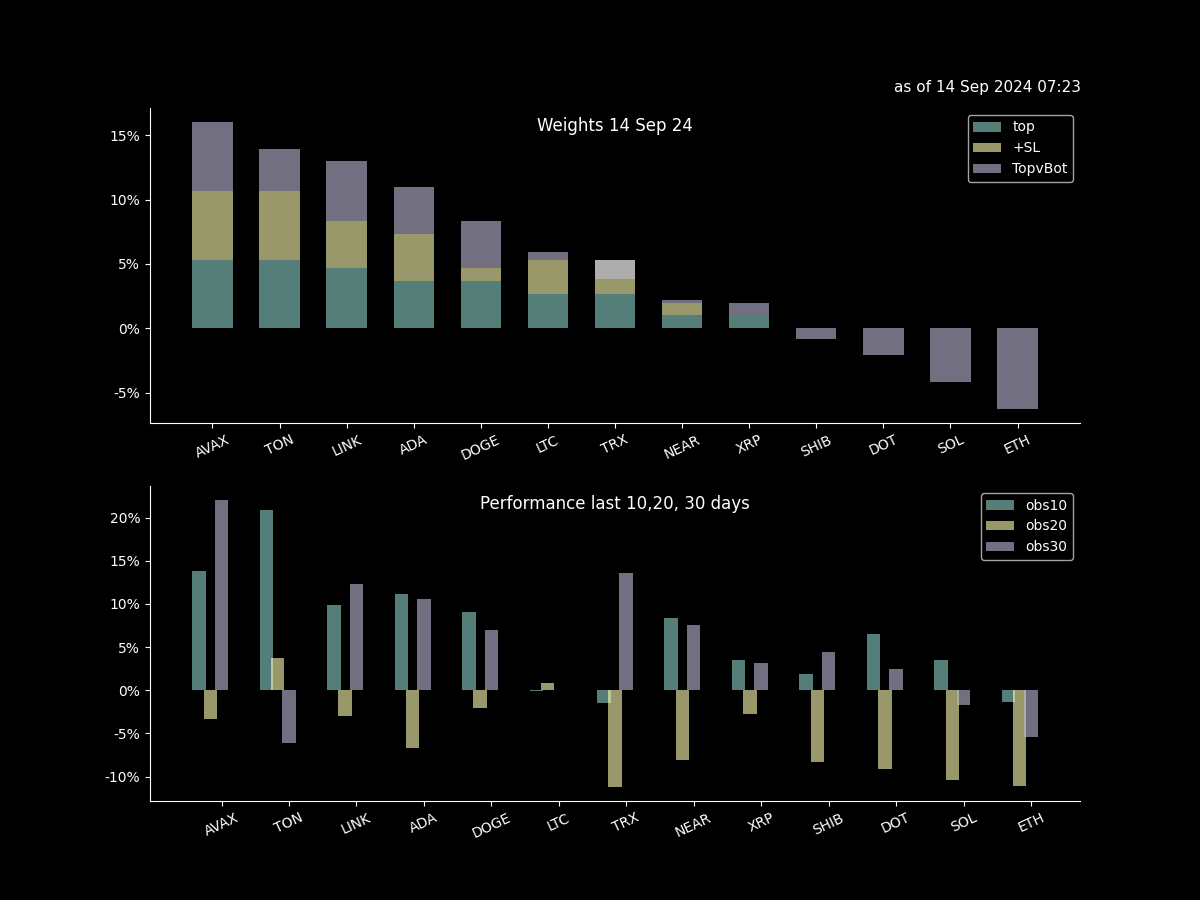 as of 14 Sep 2024 07:23
Weights 14 Sep 24
top
+SL
TopvBot
15%
10%
5%
0%
-5%
AVAX TON LINK ADA DOGE LTC TRX NEAR XRP SHIB DOT SOL ETH
Performance last 10,20, 30 days
obs10
obs20
obs30
20%
15%
10%
5%
0%
-5%
-10%
AVAX TON LINK ADA DOGE LTC TRX NEAR XRP SHIB DOT SOL ETH